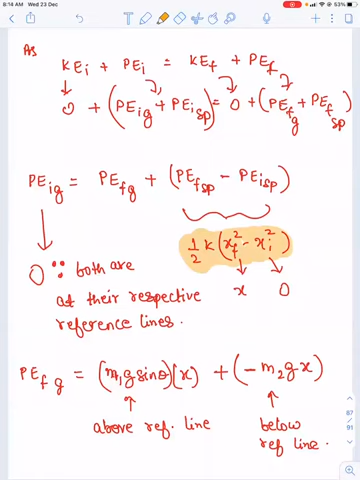 8:14 AM Wed 23 Dec
As
KEi + PEi = KEf + PEf
0 + (PEig + PEisp) = 0 + (PEfg + PEfsp)
PEig = PEfg + (PEfsp - PEisp)
1/2 k (xf² - xi²)
x 0
0 ∵ both are
at their respective
reference lines.
PEfg = (m₁g sinθ)(x) + (-m₂gx)
above ref. line
below
ref line.
87
91